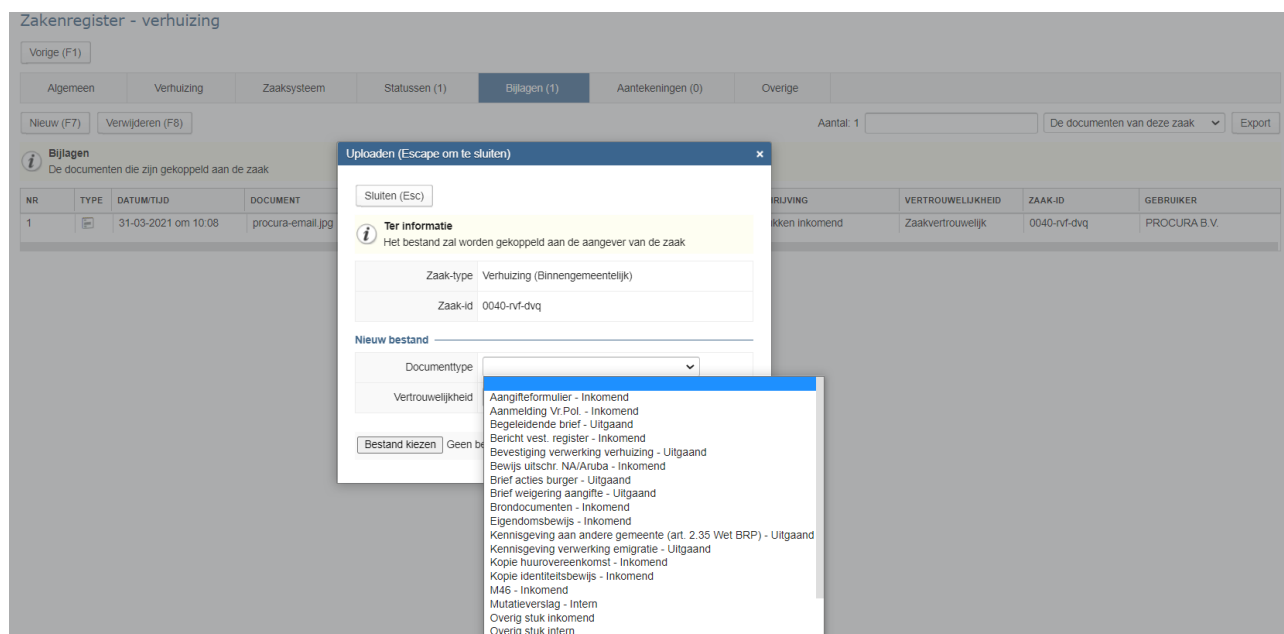 Zakenregister - verhuizing
Vorige (F1)
Algemeen Verhuizing Zaaksysteem Statussen (1) Bijlagen (1) Aantekeningen (0) Overige
Nieuw (F7) Verwijderen (F8) Aantal: 1 De documenten van deze zaak Export
Bijlagen
De documenten die zijn gekoppeld aan de zaak
NR TYPE DATUM/TIJD DOCUMENT VERTROUWELIJKHEID ZAAK-ID GEBRUIKER
1 31-03-2021 om 10:08 procura-email.jpg inkomend Zaakvertrouwelijk 0040-rvf-dvq PROCURA B.V.
Uploaden (Escape om te sluiten) ×
Sluiten (Esc)
Ter informatie
Het bestand zal worden gekoppeld aan de aangever van de zaak
Zaak-type Verhuizing (Binnengemeentelijk)
Zaak-id 0040-rvf-dvq
Nieuw bestand
Documenttype
Vertrouwelijkheid
Bestand kiezen Geen be
Aangifteformulier - Inkomend
Aanmelding Vr.Pol. - Inkomend
Begeleidende brief - Uitgaand
Bericht vest. register - Inkomend
Bevestiging verwerking verhuizing - Uitgaand
Bewijs uitschr. NA/Aruba - Inkomend
Brief acties burger - Uitgaand
Brief weigering aangifte - Uitgaand
Brondocumenten - Inkomend
Eigendomsbewijs - Inkomend
Kennisgeving aan andere gemeente (art. 2.35 Wet BRP) - Uitgaand
Kennisgeving verwerking emigratie - Uitgaand
Kopie huurovereenkomst - Inkomend
Kopie identiteitsbewijs - Inkomend
M46 - Inkomend
Mutatieverslag - Intern
Overig stuk inkomend
Overig stuk intern